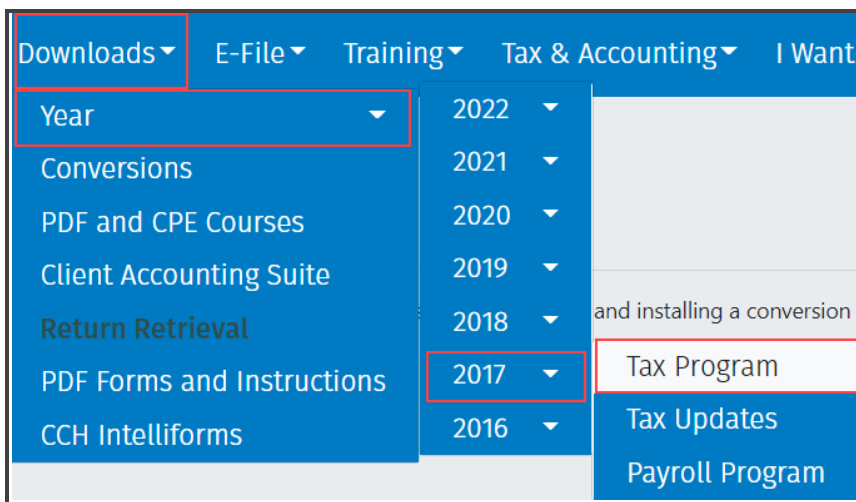 Downloads E-File Training Tax & Accounting I Want
Year
Conversions
PDF and CPE Courses
Client Accounting Suite
Return Retrieval
PDF Forms and Instructions
CCH Intelliforms
2022
2021
2020
2019
2018
2017
2016
and installing a conversion
Tax Program
Tax Updates
Payroll Program